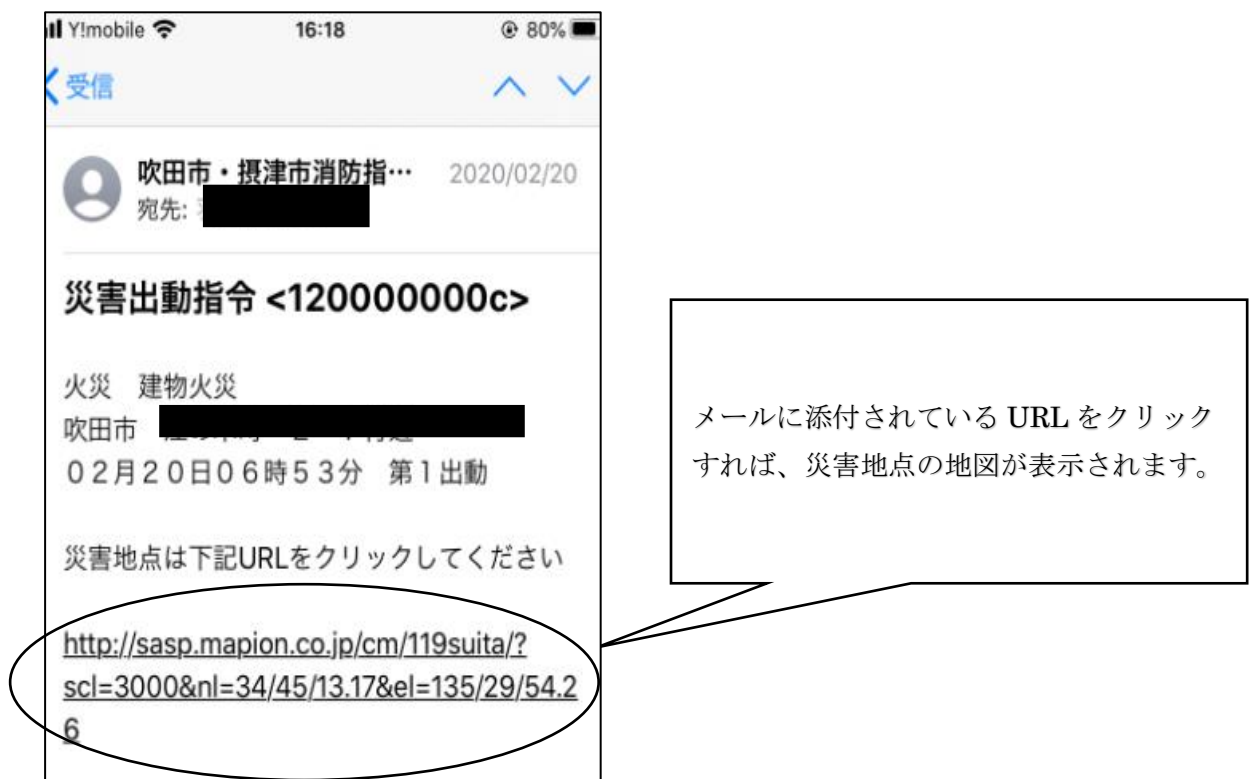 Y!mobile 16:18 80%
受信
吹田市・摂津市消防指… 2020/02/20
宛先:
災害出動指令 <120000000c>
火災 建物火災
吹田市
02月20日06時53分 第1出動
災害地点は下記URLをクリックしてください
http://sasp.mapion.co.jp/cm/119suita/?
scl=3000&nl=34/45/13.17&el=135/29/54.2
6
メールに添付されている URL をクリック
すれば、災害地点の地図が表示されます。